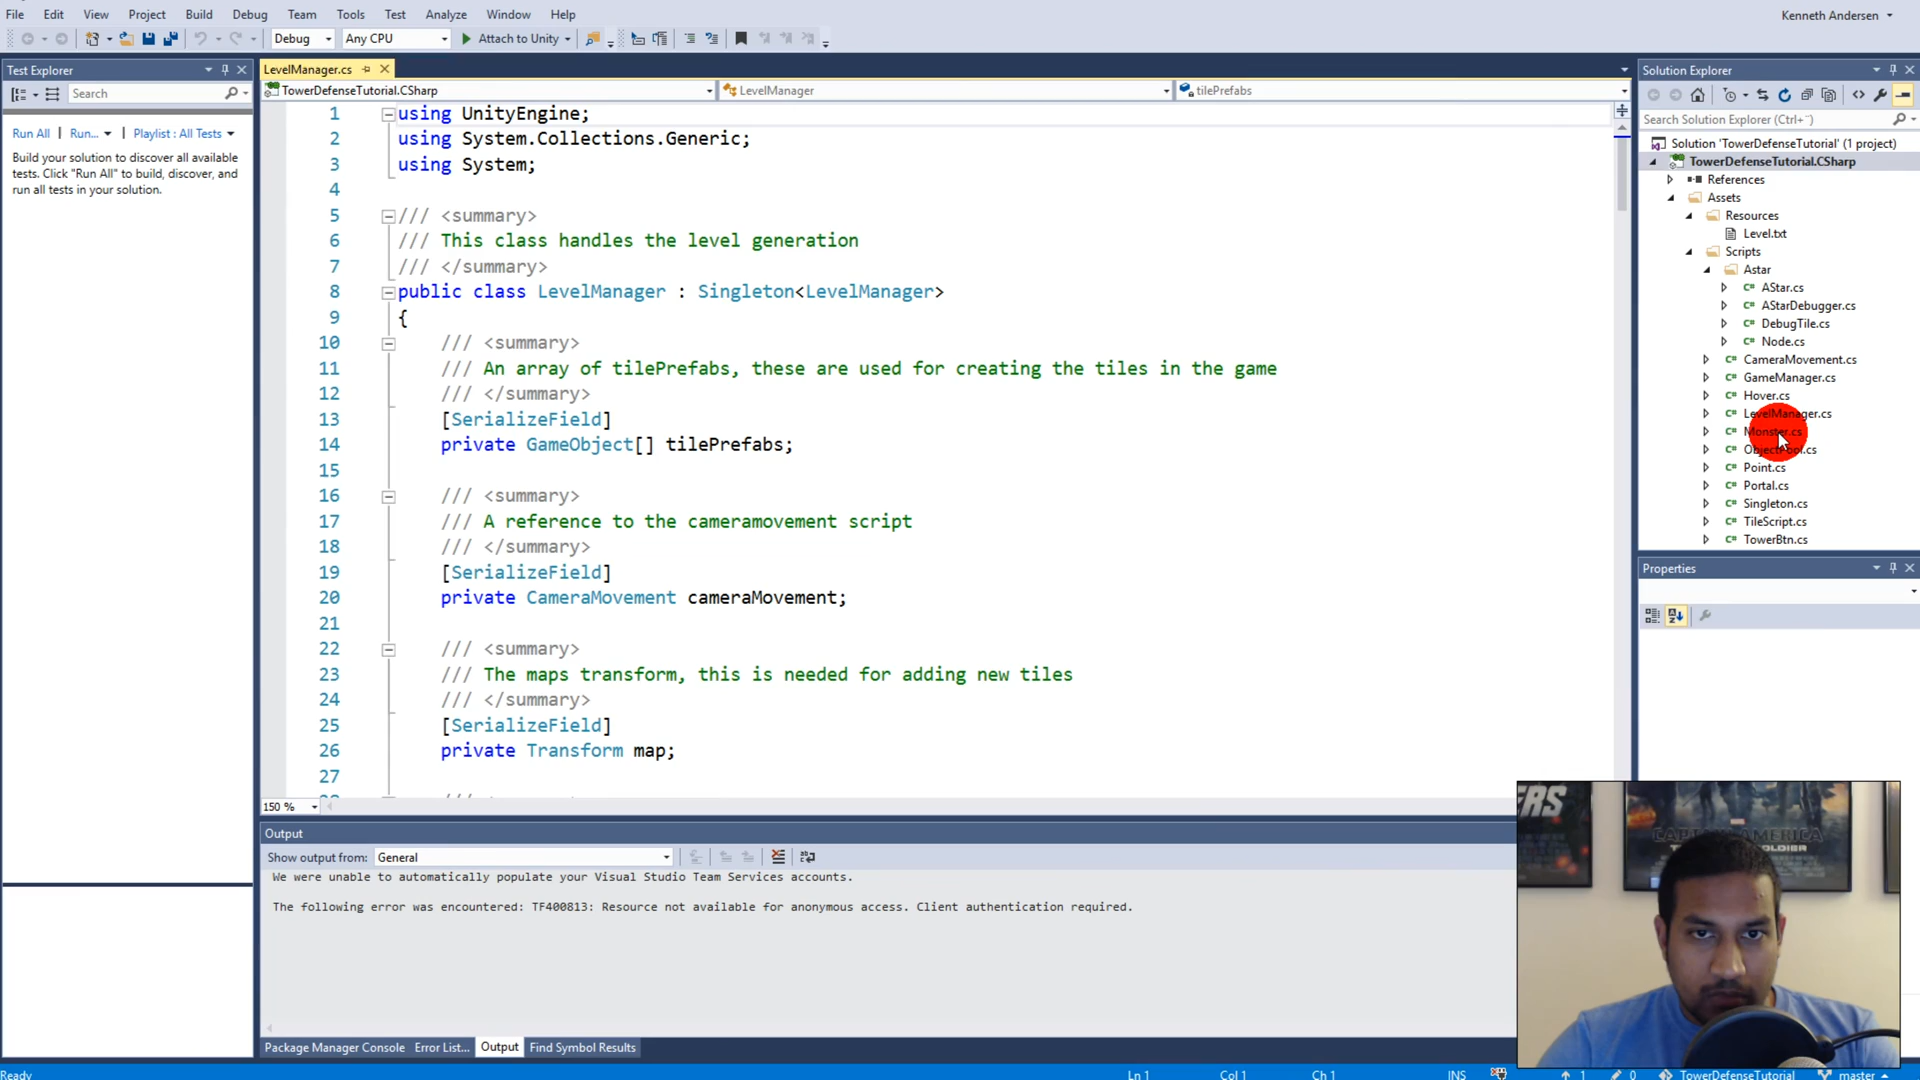 File Edit View Project Build Debug Team Tools Test Analyze Window Help
Kenneth Andersen
Debug Any CPU Attach to Unity
Test Explorer
Search
Run All Run... Playlist : All Tests
Build your solution to discover all available
tests. Click "Run All" to build, discover, and
run all tests in your solution.
LevelManager.cs
TowerDefenseTutorial.CSharp LevelManager tilePrefabs
1 using UnityEngine;
2 using System.Collections.Generic;
3 using System;
4
5 /// <summary>
6 /// This class handles the level generation
7 /// </summary>
8 public class LevelManager : Singleton<LevelManager>
9 {
10 /// <summary>
11 /// An array of tilePrefabs, these are used for creating the tiles in the game
12 /// </summary>
13 [SerializeField]
14 private GameObject[] tilePrefabs;
15
16 /// <summary>
17 /// A reference to the cameramovement script
18 /// </summary>
19 [SerializeField]
20 private CameraMovement cameraMovement;
21
22 /// <summary>
23 /// The maps transform, this is needed for adding new tiles
24 /// </summary>
25 [SerializeField]
26 private Transform map;
27
150 %
Output
Show output from: General
We were unable to automatically populate your Visual Studio Team Services accounts.
The following error was encountered: TF400813: Resource not available for anonymous access. Client authentication required.
Package Manager Console Error List... Output Find Symbol Results
Solution Explorer
Search Solution Explorer (Ctrl+¨)
Solution 'TowerDefenseTutorial' (1 project)
TowerDefenseTutorial.CSharp
References
Assets
Resources
Level.txt
Scripts
Astar
AStar.cs
AStarDebugger.cs
DebugTile.cs
Node.cs
CameraMovement.cs
GameManager.cs
Hover.cs
LevelManager.cs
Monster.cs
ObjectPool.cs
Point.cs
Portal.cs
Singleton.cs
TileScript.cs
TowerBtn.cs
Properties
ERS
MARVEL
CAPTAIN AMERICA
Ready Ln 1 Col 1 Ch 1 INS 1 0 TowerDefenseTutorial master